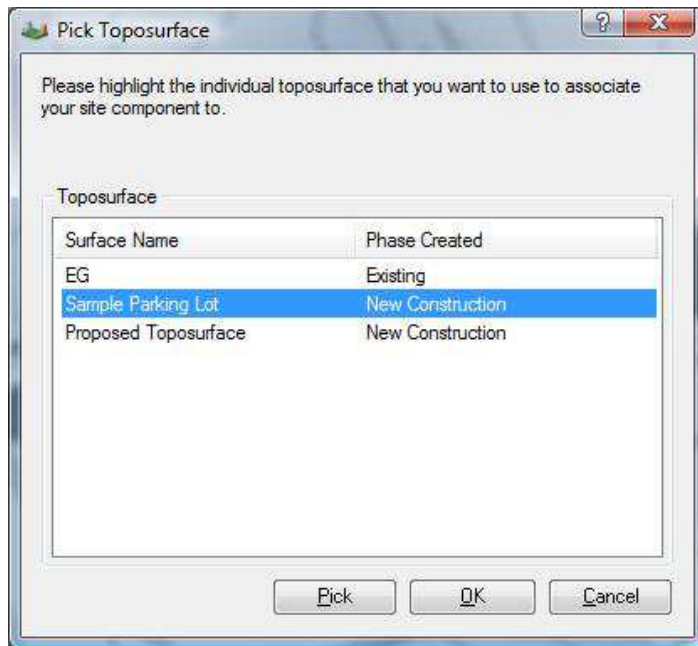 Pick Toposurface
Please highlight the individual toposurface that you want to use to associate
your site component to.
Toposurface
Surface Name Phase Created
EG Existing
Sample Parking Lot New Construction
Proposed Toposurface New Construction
Pick OK Cancel